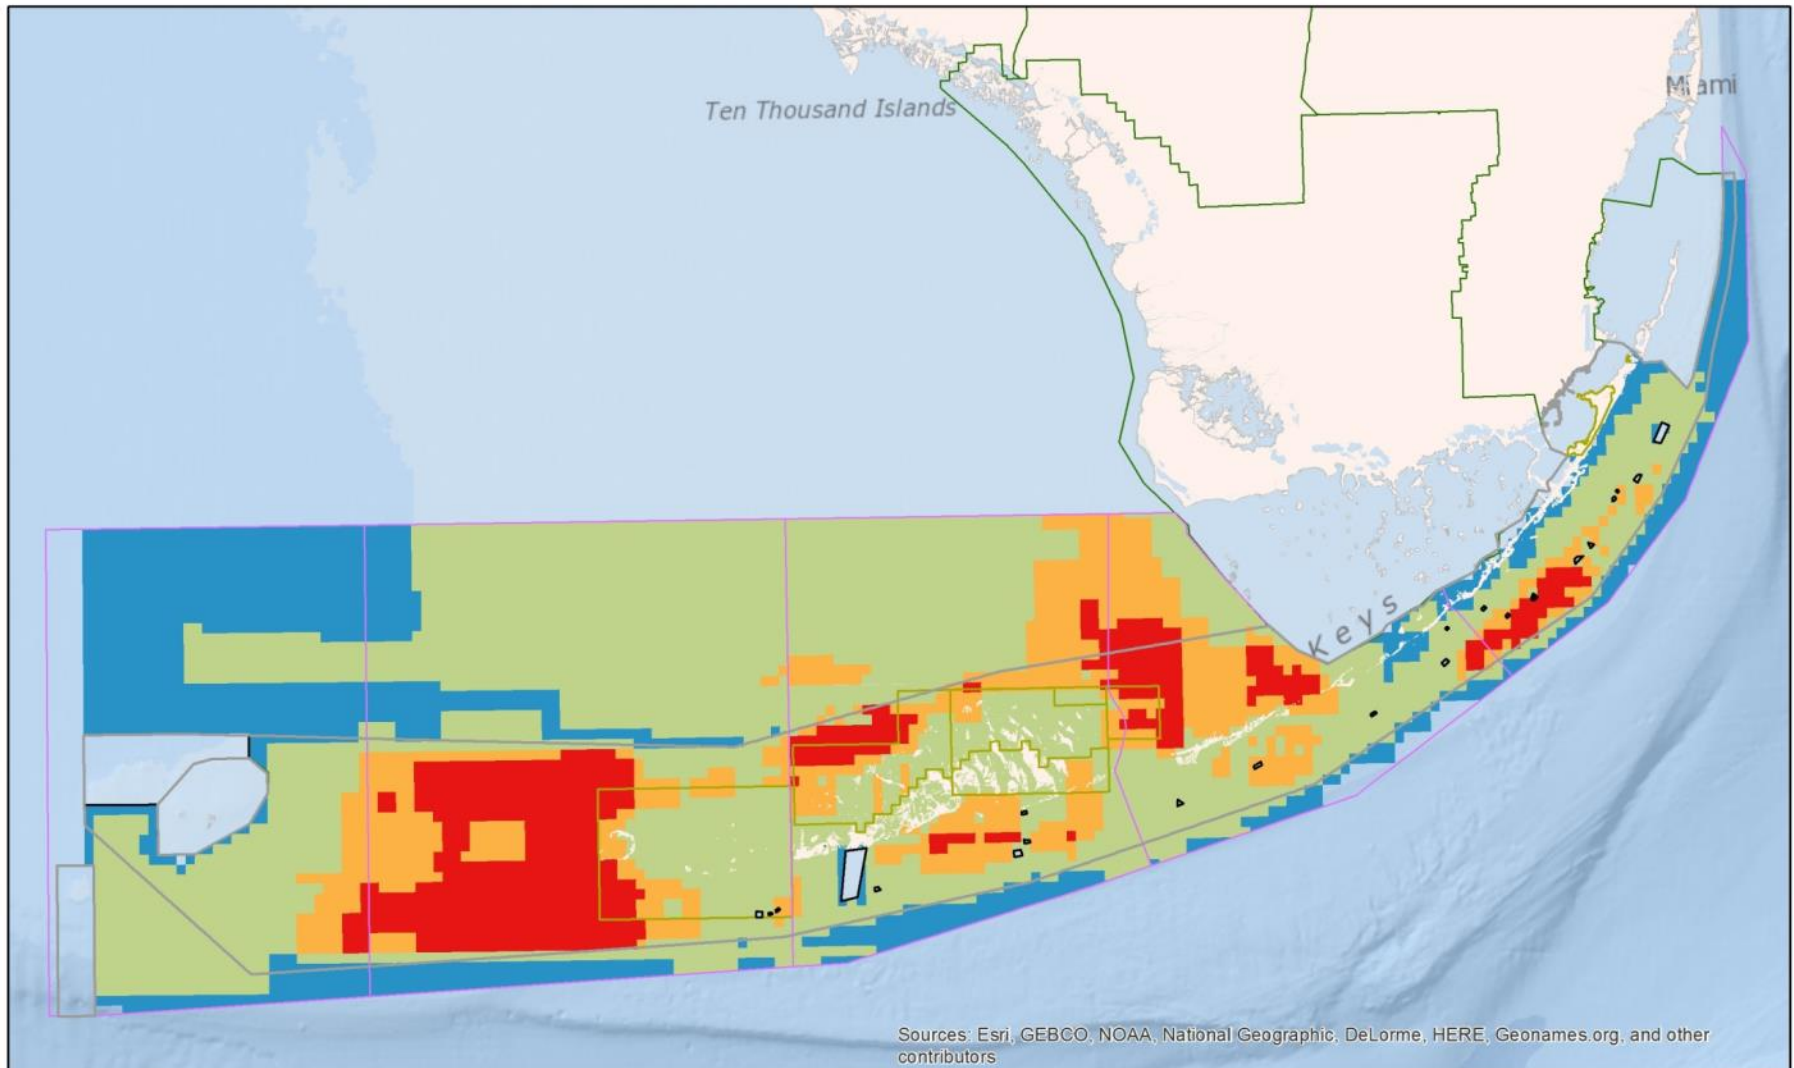 Miami
Ten Thousand Islands
Keys
Sources: Esri, GEBCO, NOAA, National Geographic, DeLorme, HERE, Geonames.org, and other
contributors